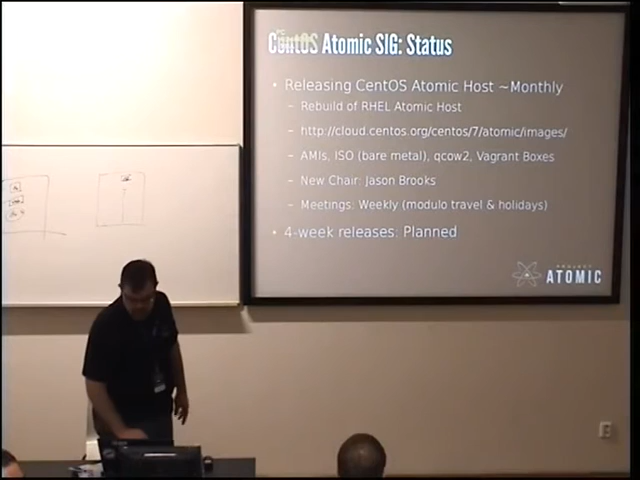 CentOS Atomic SIG: Status
• Releasing CentOS Atomic Host ~Monthly
– Rebuild of RHEL Atomic Host
– http://cloud.centos.org/centos/7/atomic/images/
– AMIs, ISO (bare metal), qcow2, Vagrant Boxes
– New Chair: Jason Brooks
– Meetings: Weekly (modulo travel & holidays)
• 4-week releases: Planned
PROJECT
ATOMIC